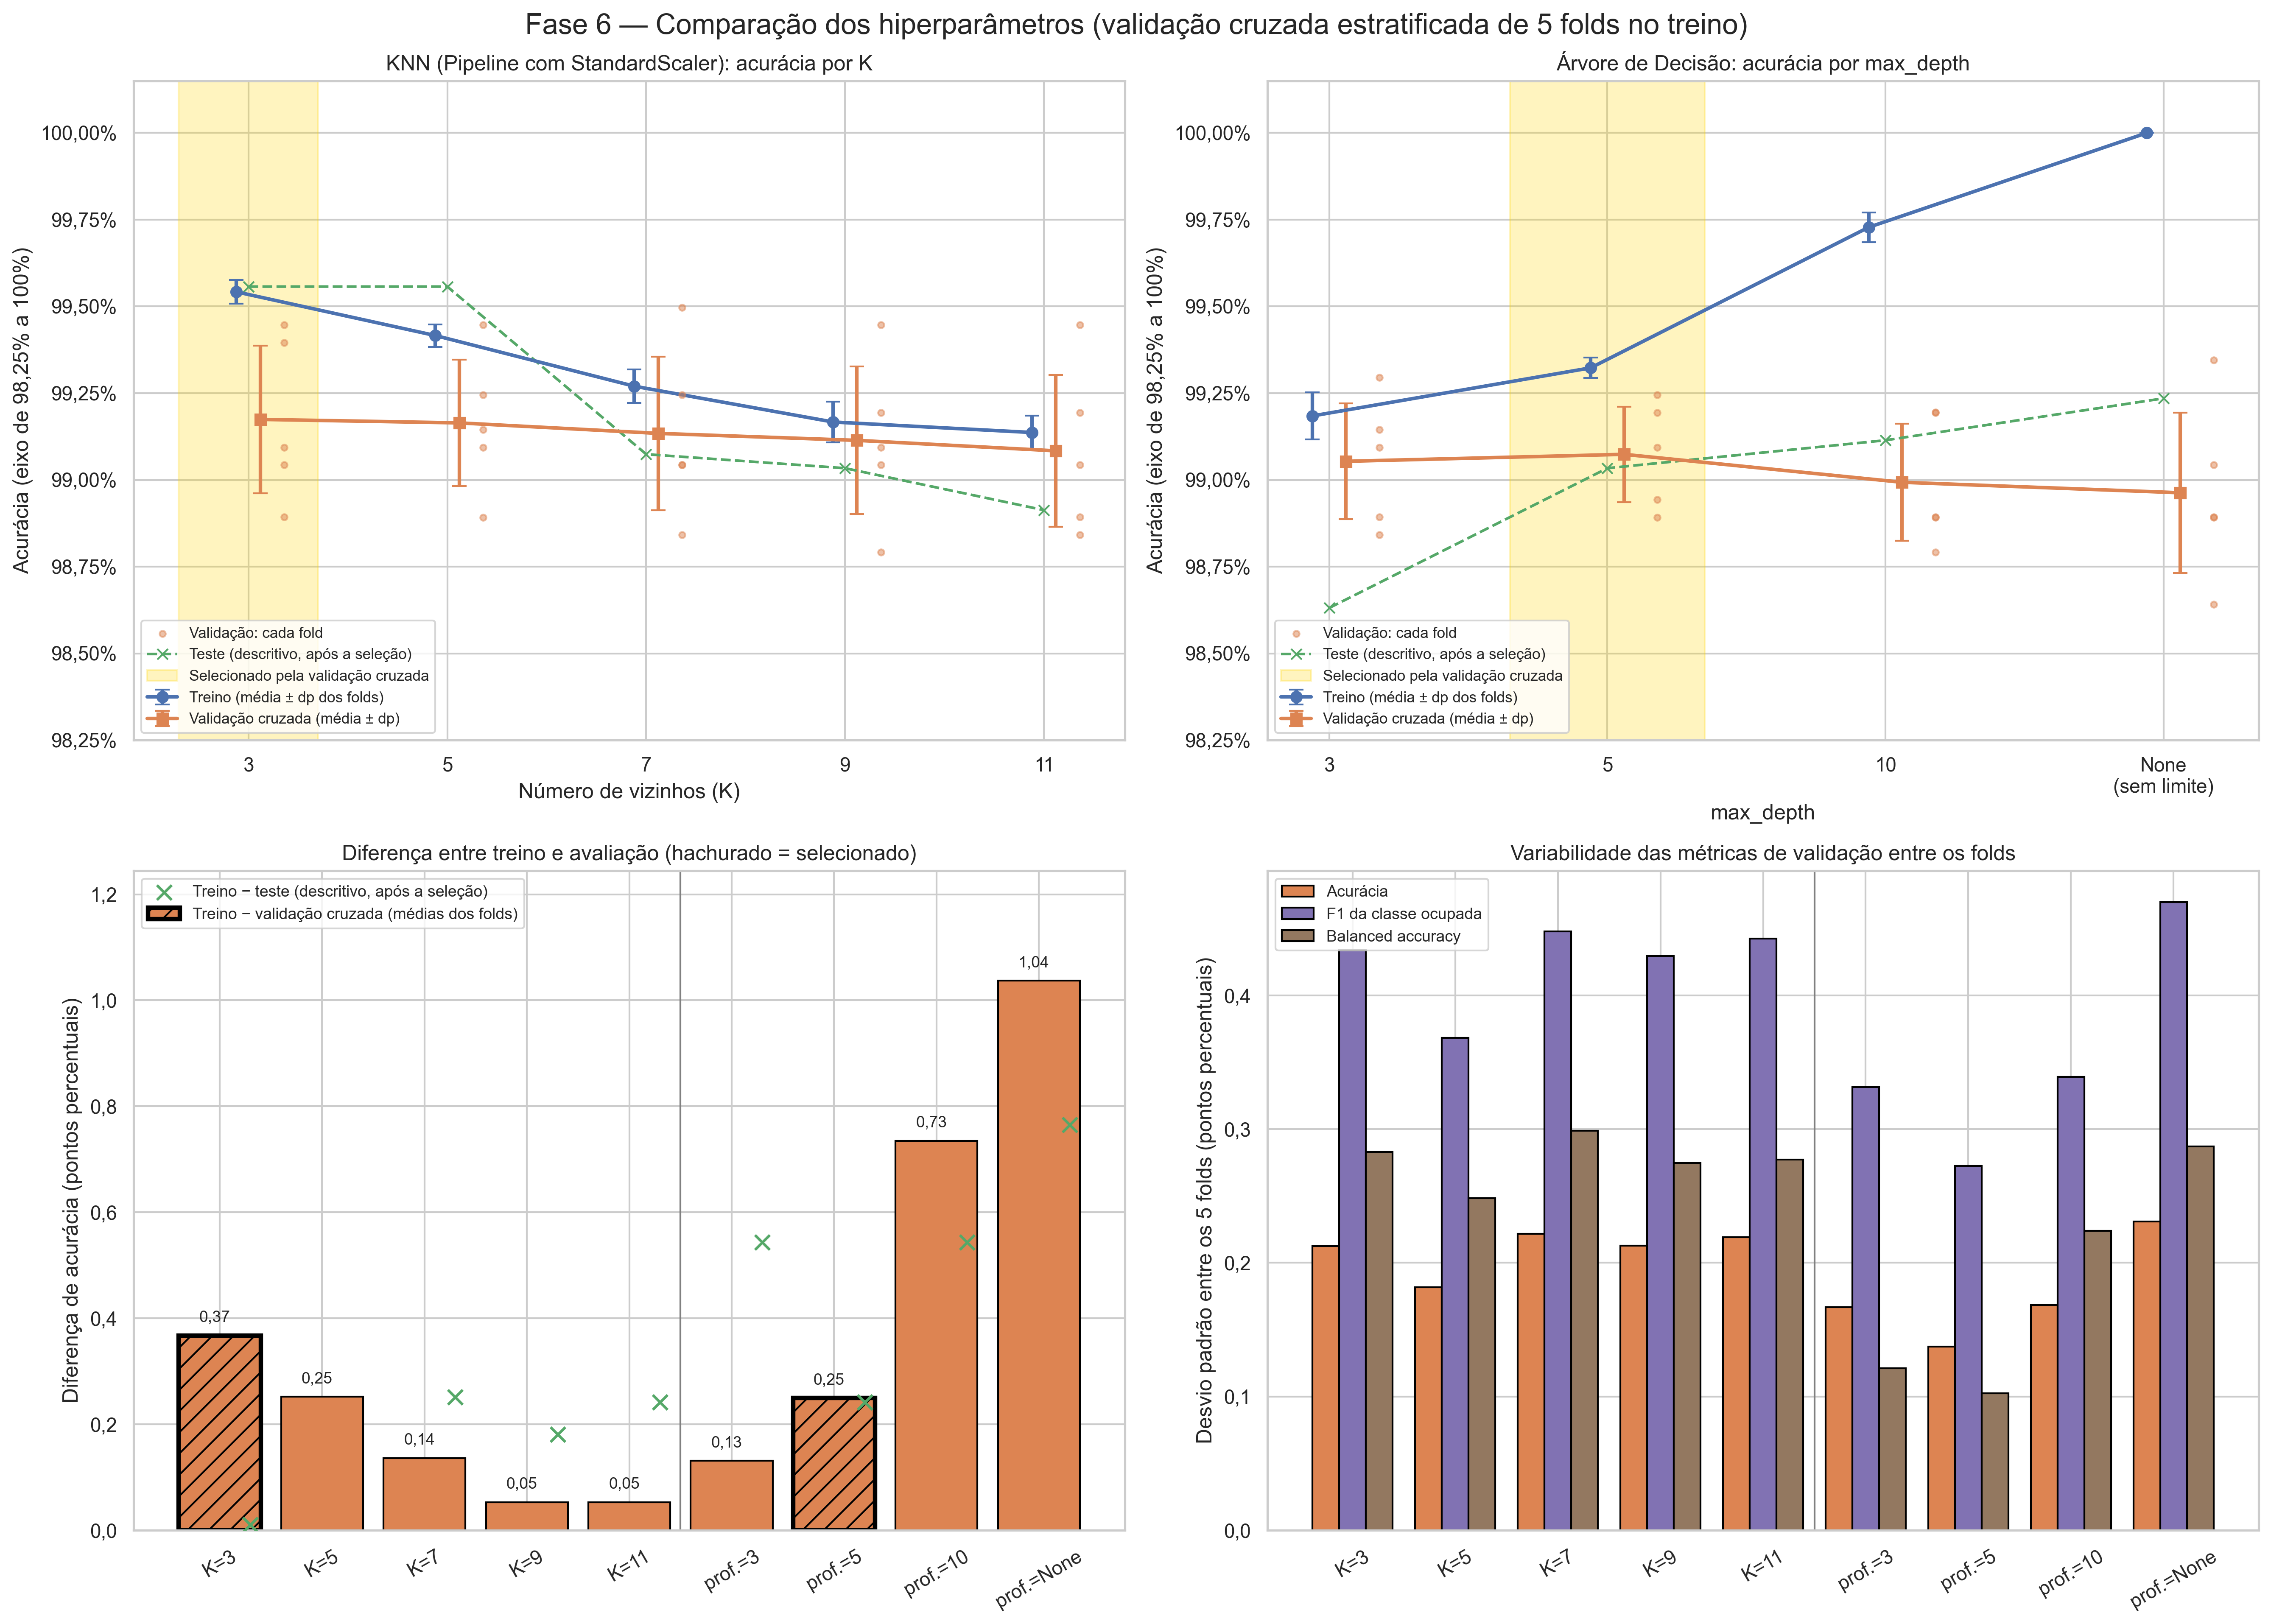 Fase 6 — Comparação dos hiperparâmetros (validação cruzada estratificada de 5 folds no treino)
KNN (Pipeline com StandardScaler): acurácia por K
Acurácia (eixo de 98,25% a 100%)
100,00%
99,75%
99,50%
99,25%
99,00%
98,75%
98,50%
98,25%
Validação: cada fold
Teste (descritivo, após a seleção)
Selecionado pela validação cruzada
Treino (média ± dp dos folds)
Validação cruzada (média ± dp)
3
5
7
9
11
Número de vizinhos (K)
Árvore de Decisão: acurácia por max_depth
Acurácia (eixo de 98,25% a 100%)
100,00%
99,75%
99,50%
99,25%
99,00%
98,75%
98,50%
98,25%
Validação: cada fold
Teste (descritivo, após a seleção)
Selecionado pela validação cruzada
Treino (média ± dp dos folds)
Validação cruzada (média ± dp)
3
5
10
None
(sem limite)
max_depth
Diferença entre treino e avaliação (hachurado = selecionado)
Diferença de acurácia (pontos percentuais)
1,2
1,0
0,8
0,6
0,4
0,2
0,0
Treino − teste (descritivo, após a seleção)
Treino − validação cruzada (médias dos folds)
0,37
0,25
0,14
0,05
0,05
0,13
0,25
0,73
1,04
K=3
K=5
K=7
K=9
K=11
prof.=3
prof.=5
prof.=10
prof.=None
Variabilidade das métricas de validação entre os folds
Desvio padrão entre os 5 folds (pontos percentuais)
0,4
0,3
0,2
0,1
0,0
Acurácia
F1 da classe ocupada
Balanced accuracy
K=3
K=5
K=7
K=9
K=11
prof.=3
prof.=5
prof.=10
prof.=None